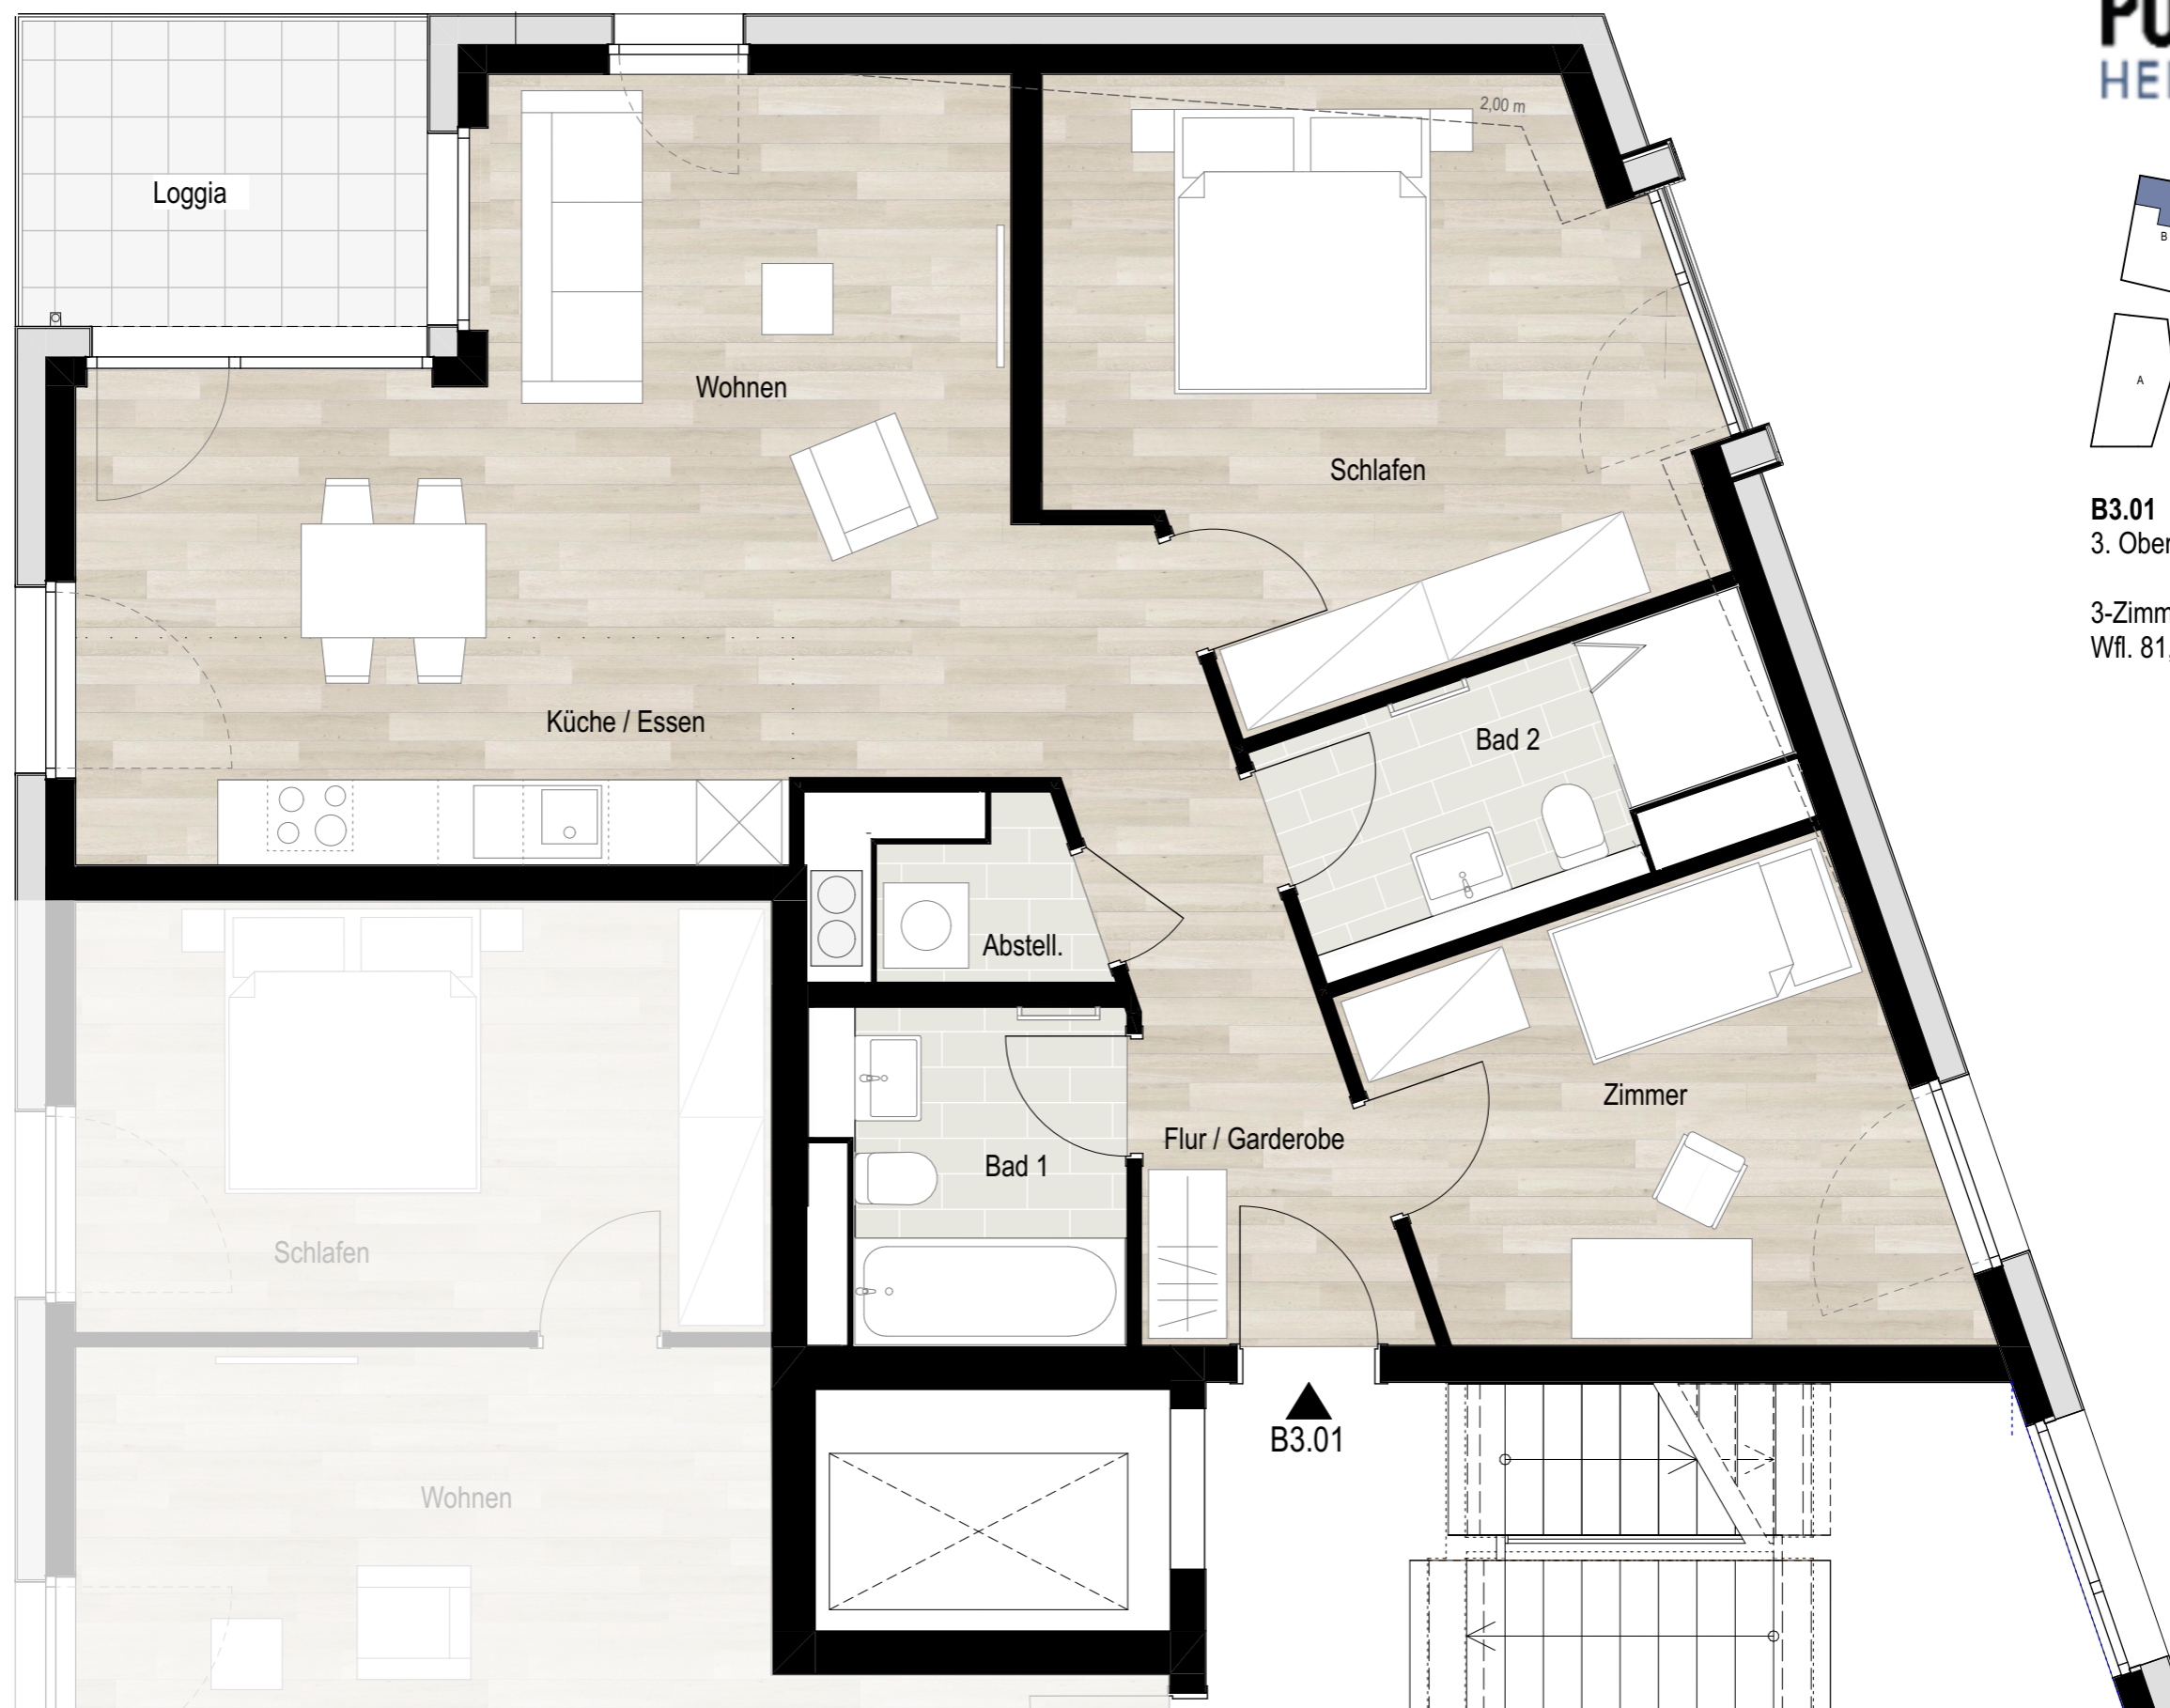 HE
2,00 m
Loggia
B
Wohnen
A
Schlafen
B3.01
3. Ober
3-Zimm
Wfl. 81,
Küche / Essen
Bad 2
Abstell.
Zimmer
Flur / Garderobe
Bad 1
Schlafen
B3.01
Wohnen